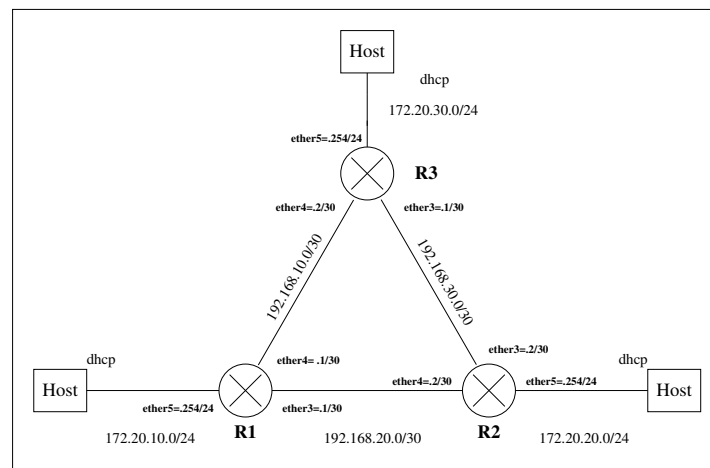 Host
dhcp
172.20.30.0/24
ether5=.254/24
R3
ether4=.2/30
ether3=.1/30
192.168.10.0/30
192.168.30.0/30
ether3=.2/30
dhcp
ether4= .1/30
dhcp
Host
ether4=.2/30
ether5=.254/24
Host
ether5=.254/24
ether3=.1/30
R1
R2
172.20.10.0/24
192.168.20.0/30
172.20.20.0/24